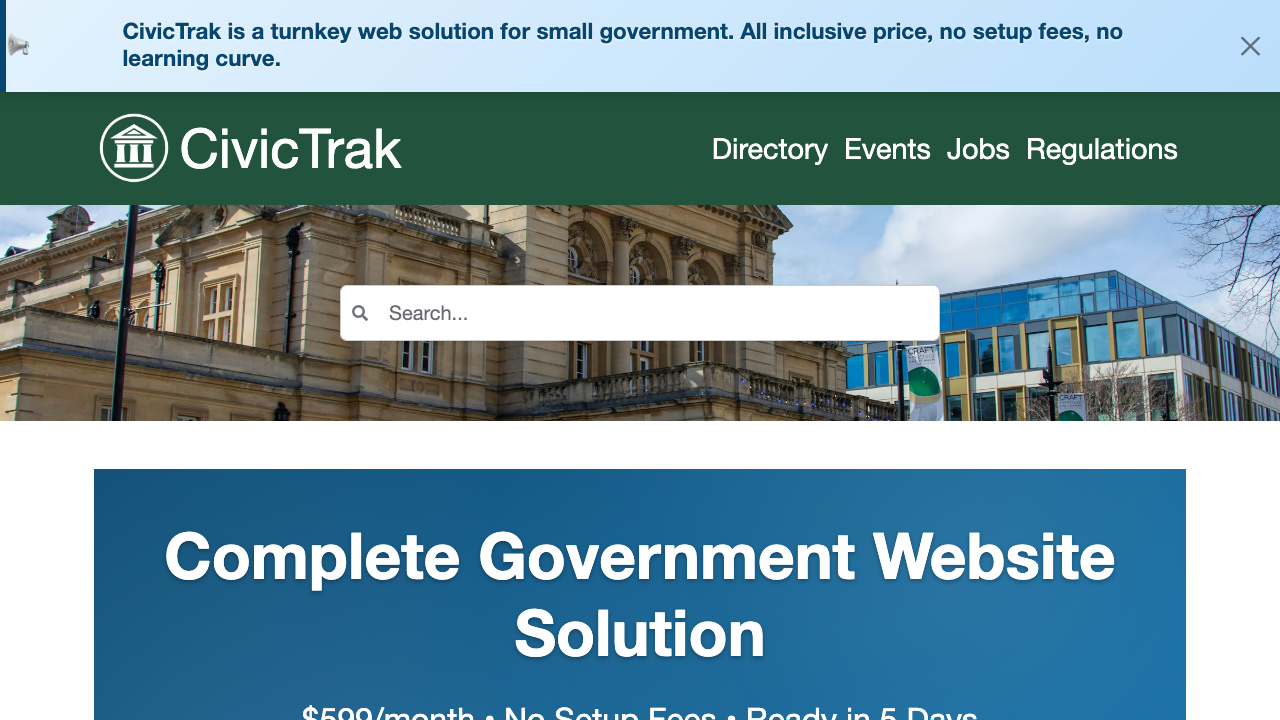 CivicTrak is a turnkey web solution for small government. All inclusive price, no setup fees, no
learning curve.
CivicTrak
Directory Events Jobs Regulations
Search...
CRAFT
CRAFT
Complete Government Website
Solution
$599/month • No Setup Fees • Ready in 5 Days